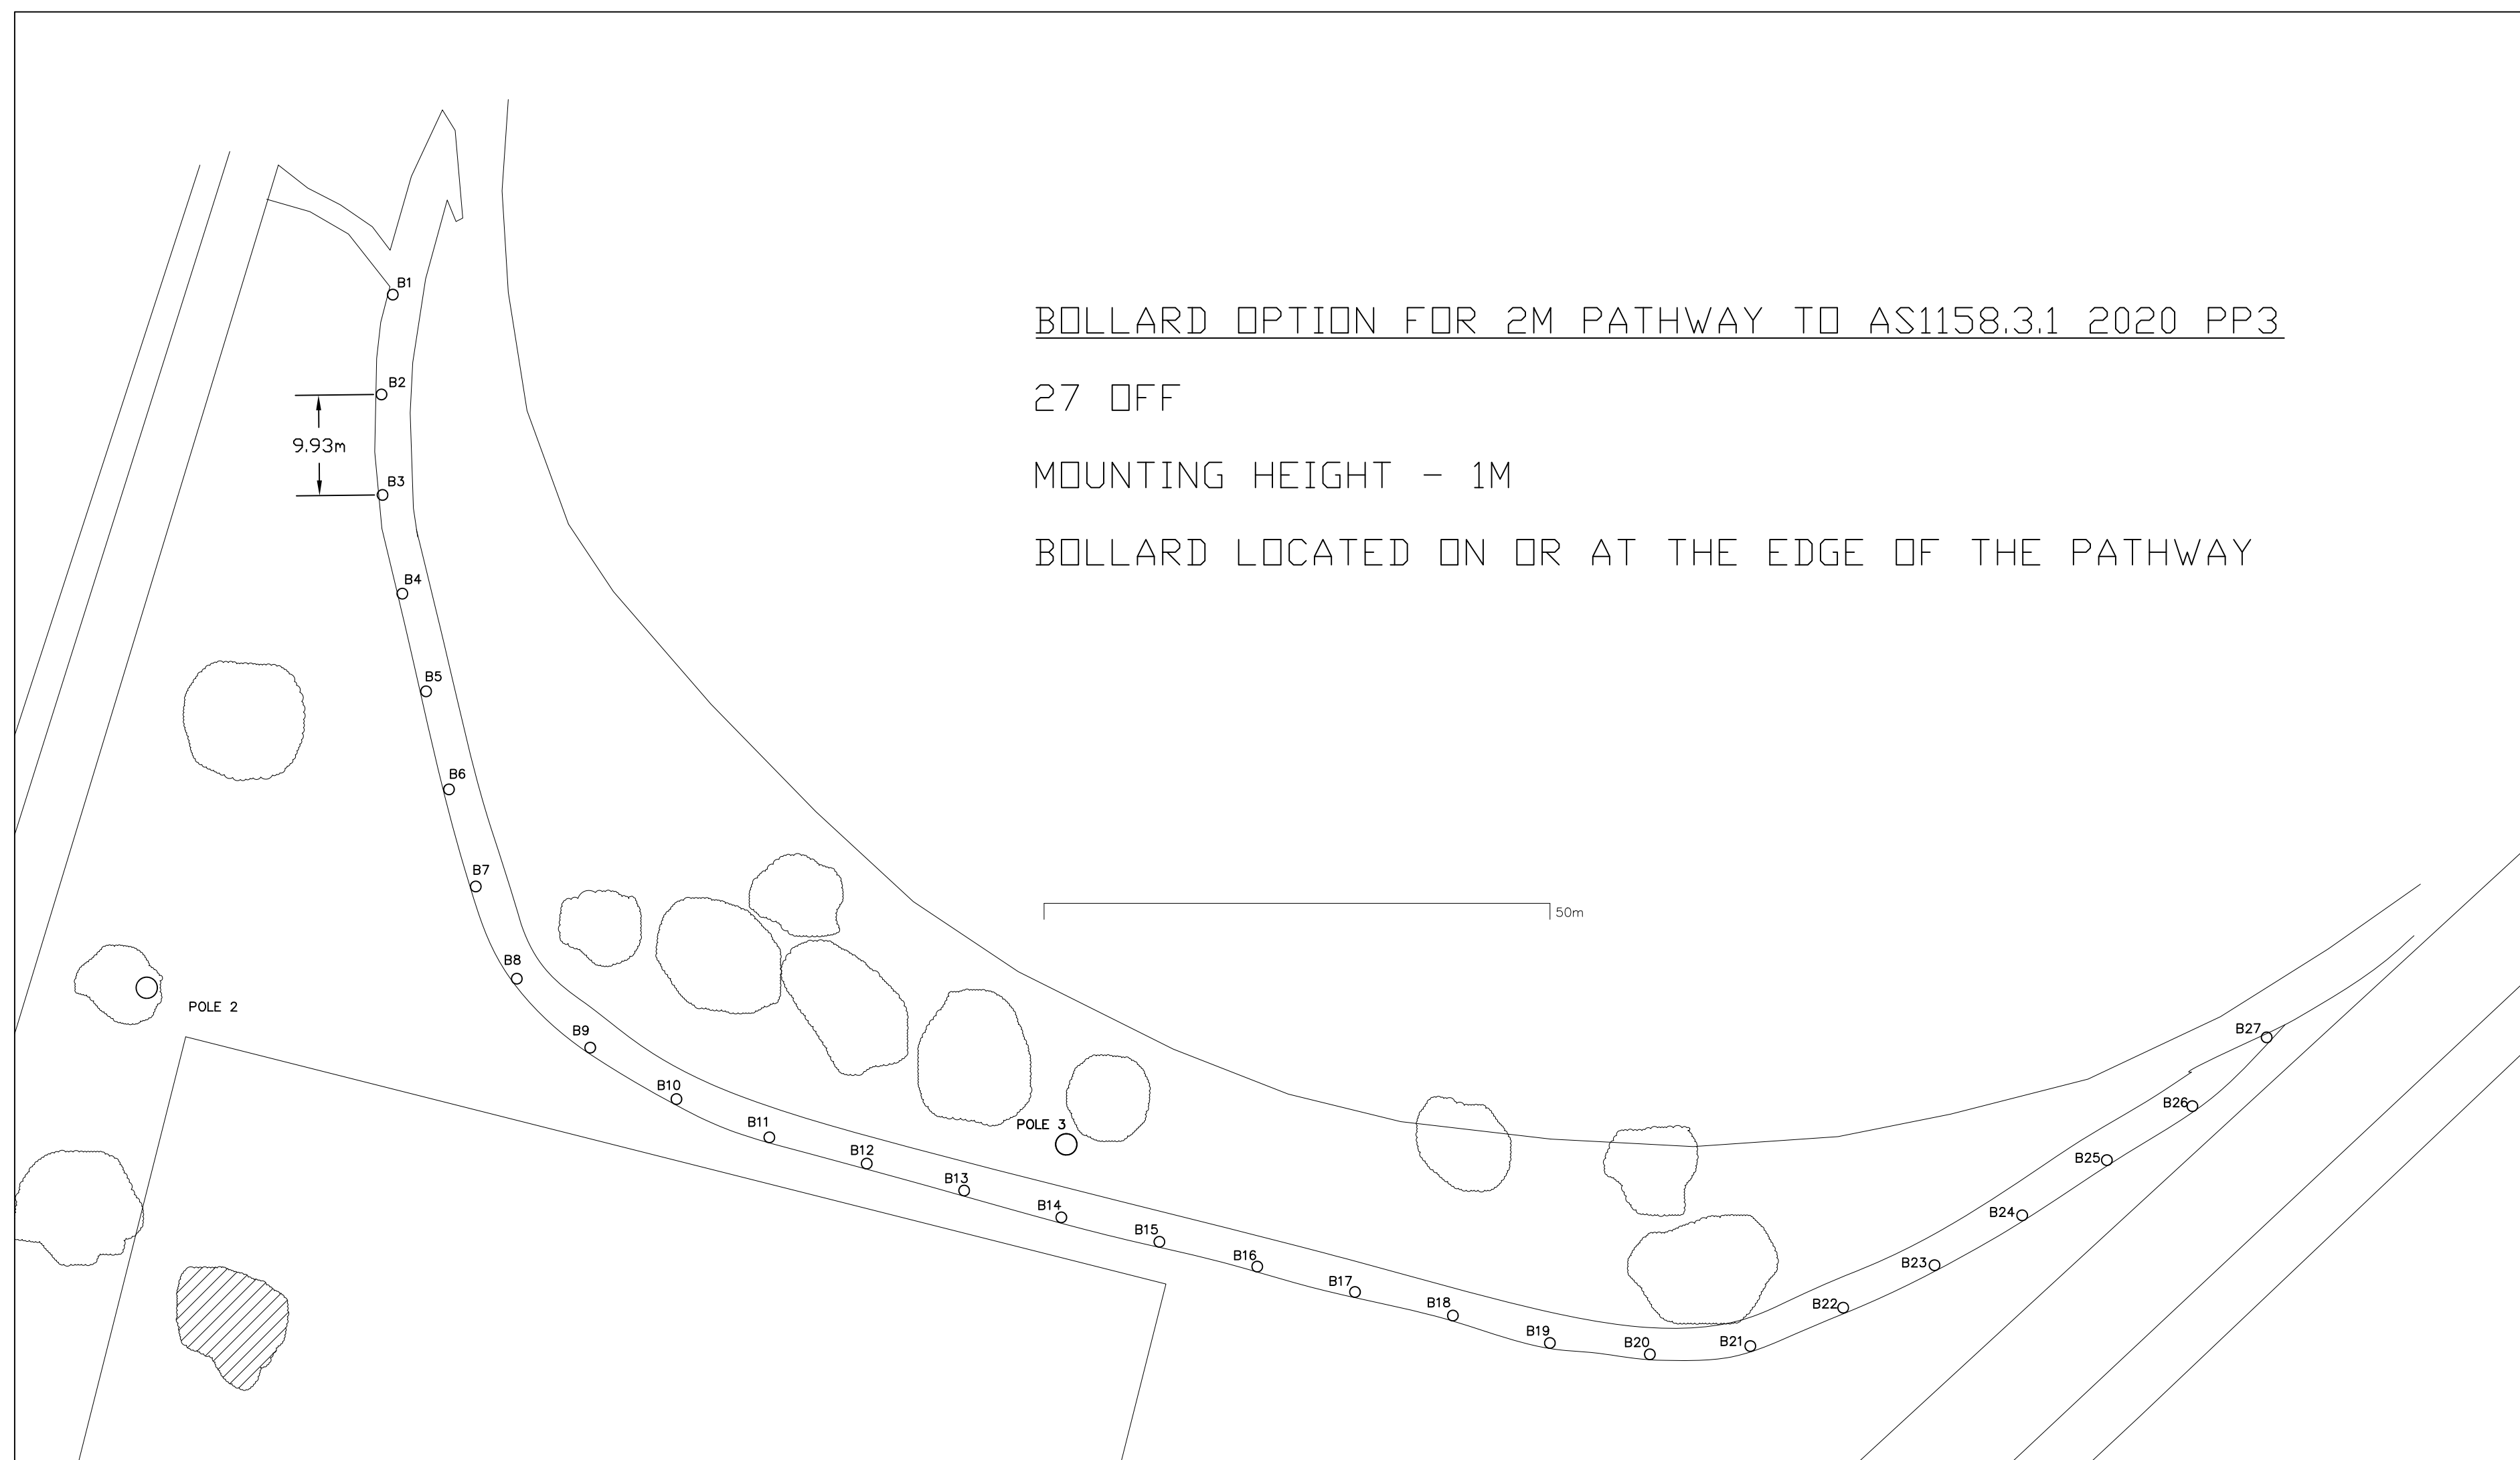 BOLLARD OPTION FOR 2M PATHWAY TO AS1158.3.1 2020 PP3
27 OFF
MOUNTING HEIGHT - 1M
BOLLARD LOCATED ON OR AT THE EDGE OF THE PATHWAY
B1
B2
9.93m
B3
B4
B5
B6
B7
B8
B9
B10
B11
B12
B13
B14
B15
B16
B17
B18
B19
B20
B21
B22
B23
B24
B25
B26
B27
50m
POLE 2
POLE 3